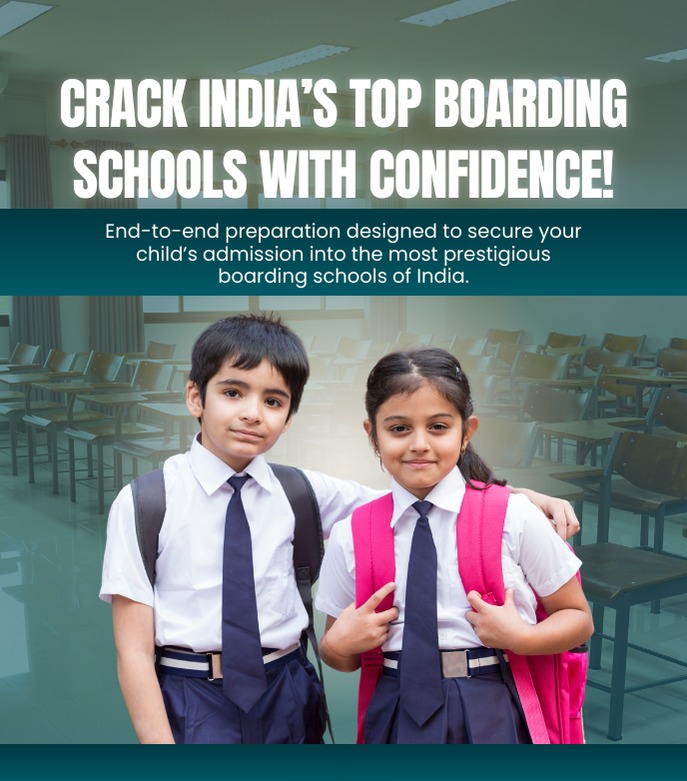 CRACK INDIA’S TOP BOARDING
SCHOOLS WITH CONFIDENCE!
End-to-end preparation designed to secure your
child’s admission into the most prestigious
boarding schools of India.